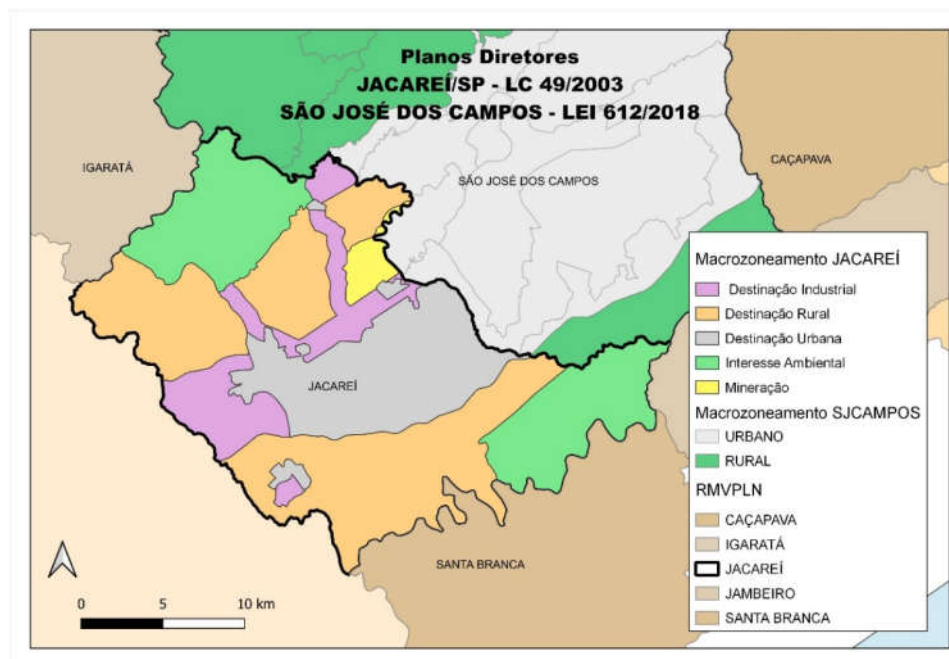 Planos Diretores
JACAREÍ/SP - LC 49/2003
SÃO JOSÉ DOS CAMPOS - LEI 612/2018
IGARATÁ
SÃO JOSÉ DOS CAMPOS
CAÇAPAVA
JACAREÍ
SANTA BRANCA
Macrozoneamento JACAREÍ
Destinação Industrial
Destinação Rural
Destinação Urbana
Interesse Ambiental
Mineração
Macrozoneamento SJCAMPOS
URBANO
RURAL
RMVPLN
CAÇAPAVA
IGARATÁ
JACAREÍ
JAMBEIRO
SANTA BRANCA
0 5 10 km